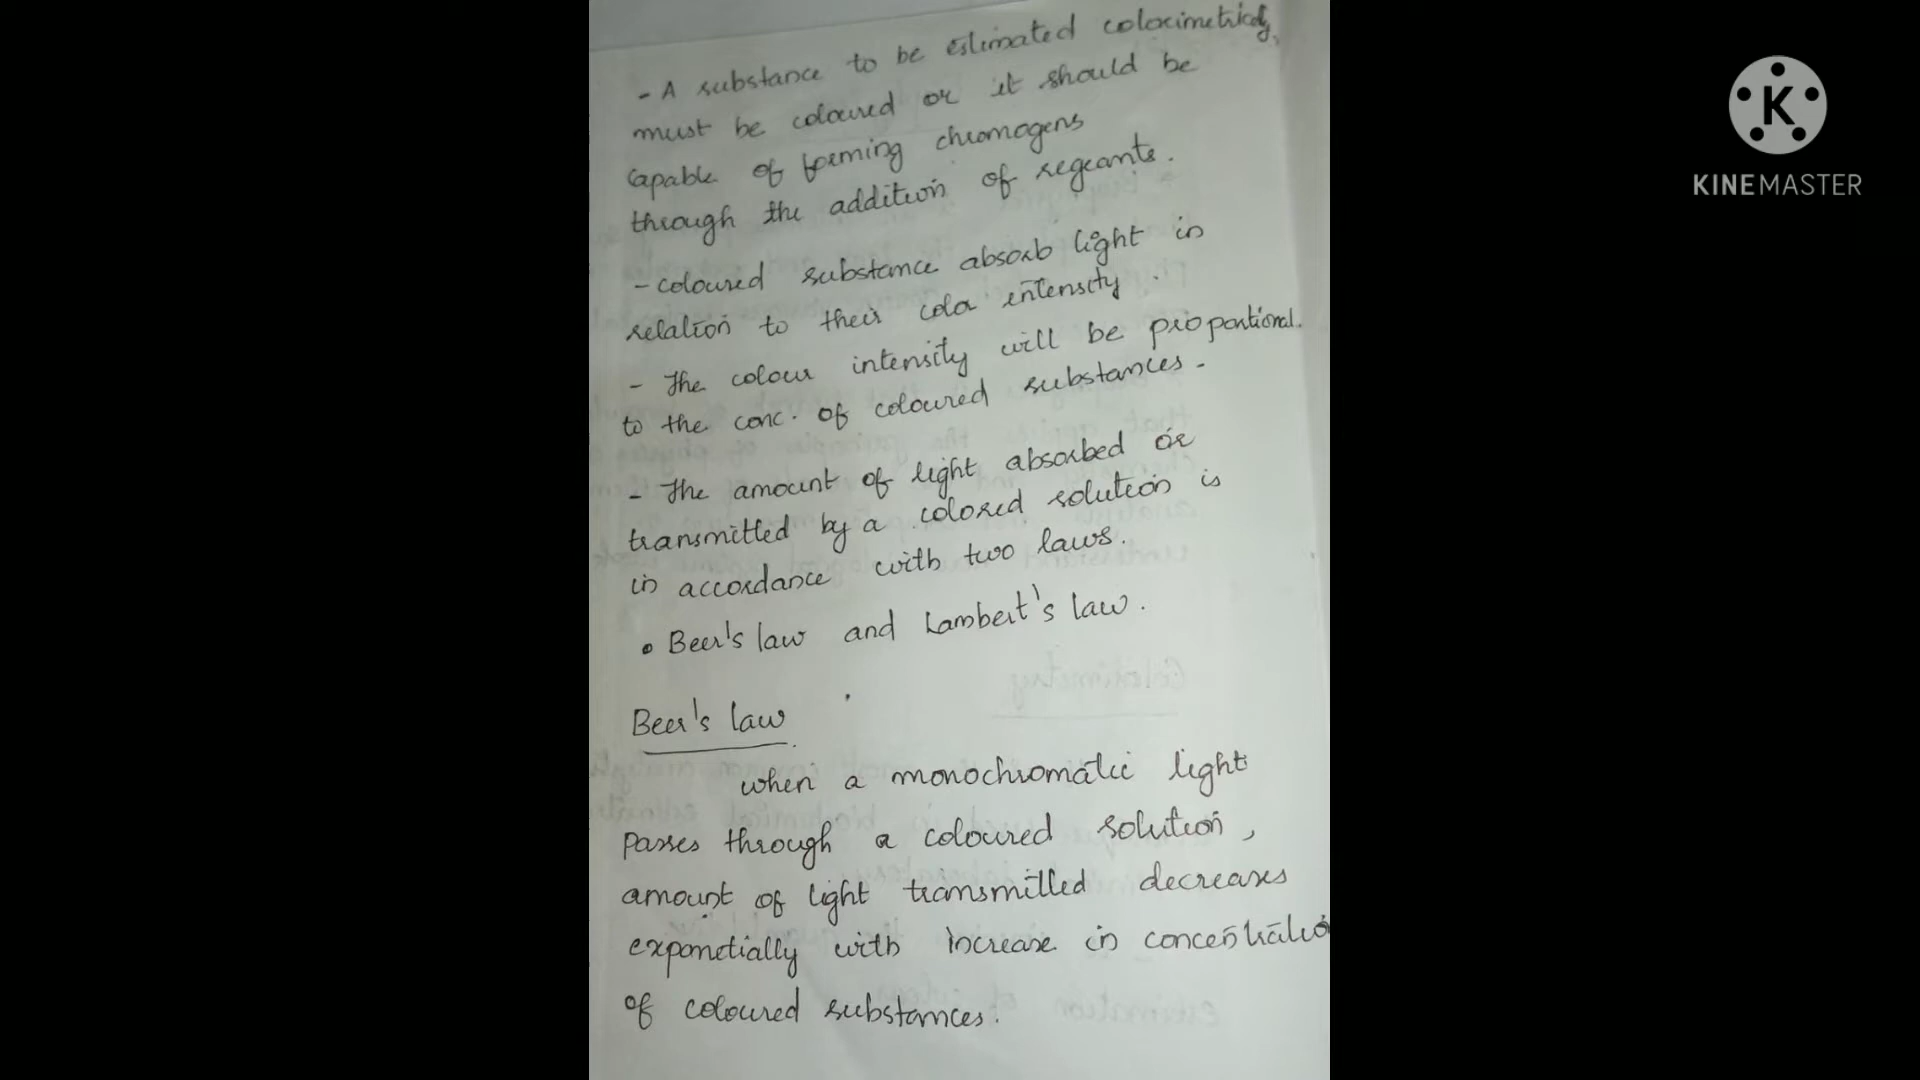 - A substance to be estimated colorimetrically
must be coloured or it should be
capable of forming chromogens
through the addition of regeants.
- coloured substance absorb light in
relation to their color intensity.
- The colour intensity will be proportional
to the conc. of coloured substances.
- The amount of light absorbed or
transmitted by a colored solution is
in accordance with two laws.
• Beer's law and Lambert's law.
Beer's law
when a monochromatic light
passes through a coloured solution,
amount of light transmitted decreases
exponetially with increase in concentration
of coloured substances.
K
KINEMASTER